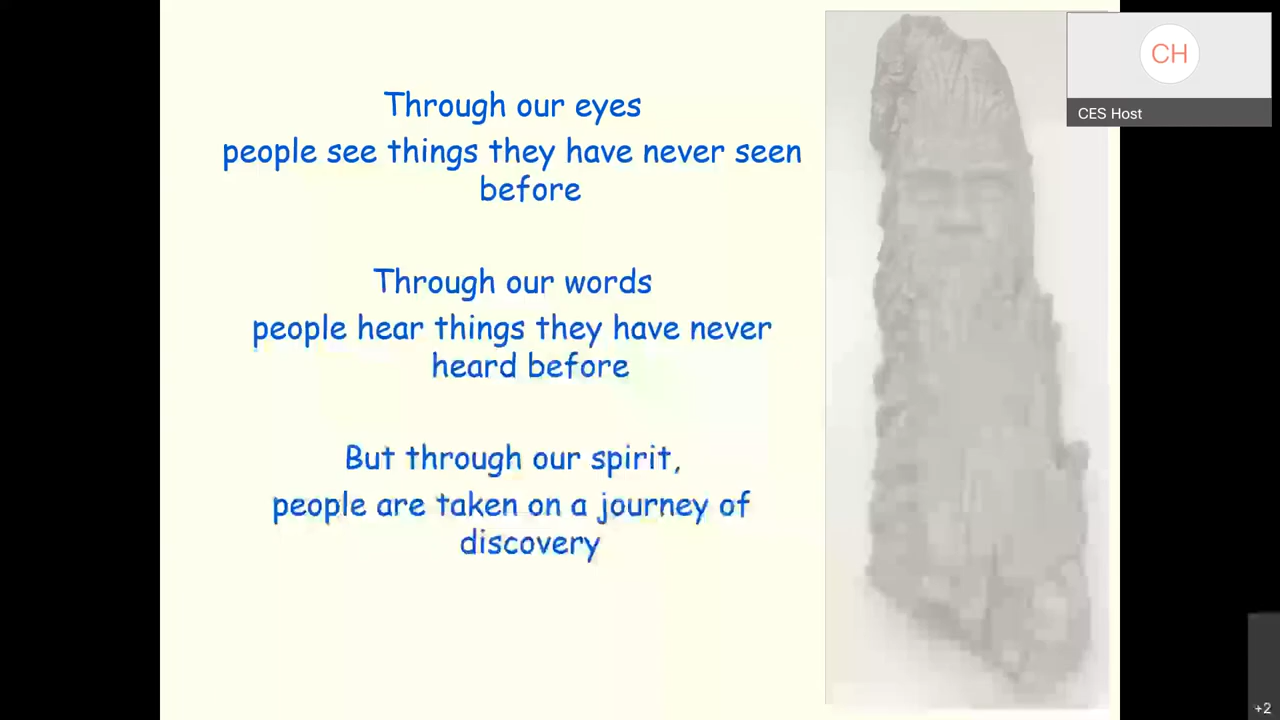 Through our eyes
people see things they have never seen
before
Through our words
people hear things they have never
heard before
But through our spirit,
people are taken on a journey of
discovery
CH
CES Host
+2